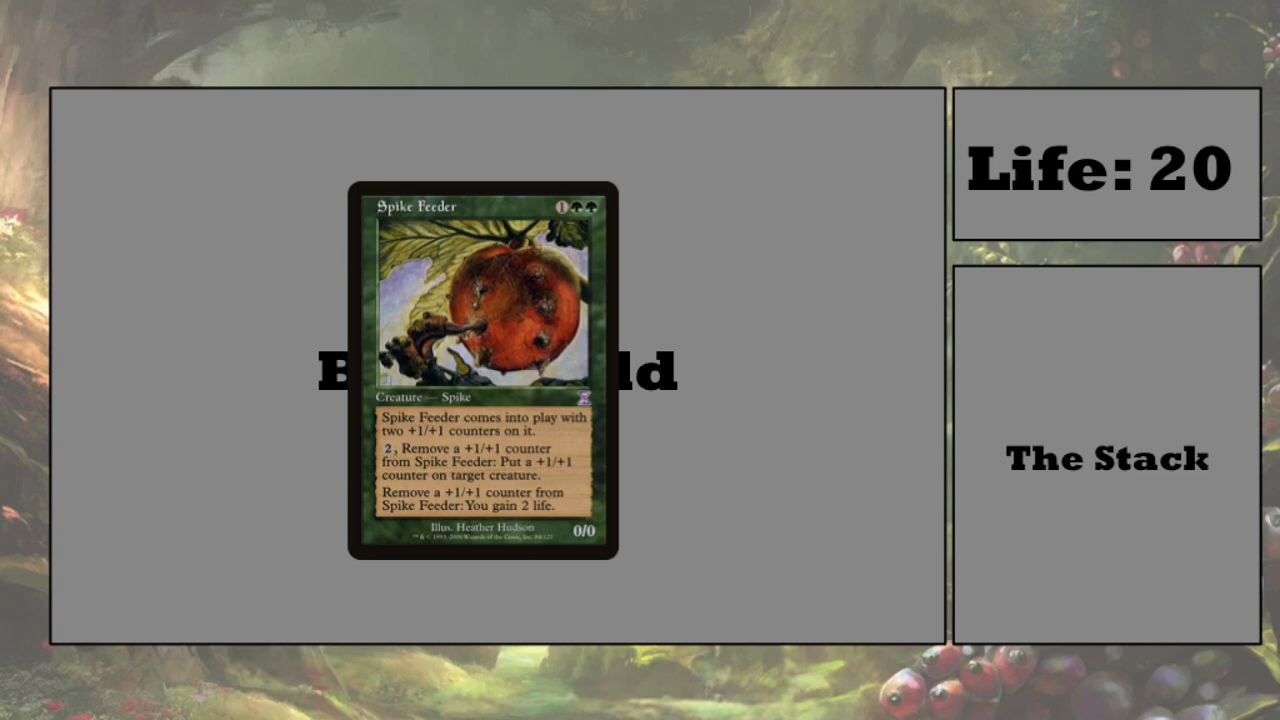 Life: 20
Spike Feeder 1
B ld
Creature — Spike
Spike Feeder comes into play with
two +1/+1 counters on it.
2, Remove a +1/+1 counter
from Spike Feeder: Put a +1/+1
counter on target creature.
Remove a +1/+1 counter from
Spike Feeder: You gain 2 life.
Illus. Heather Hudson
0/0
The Stack